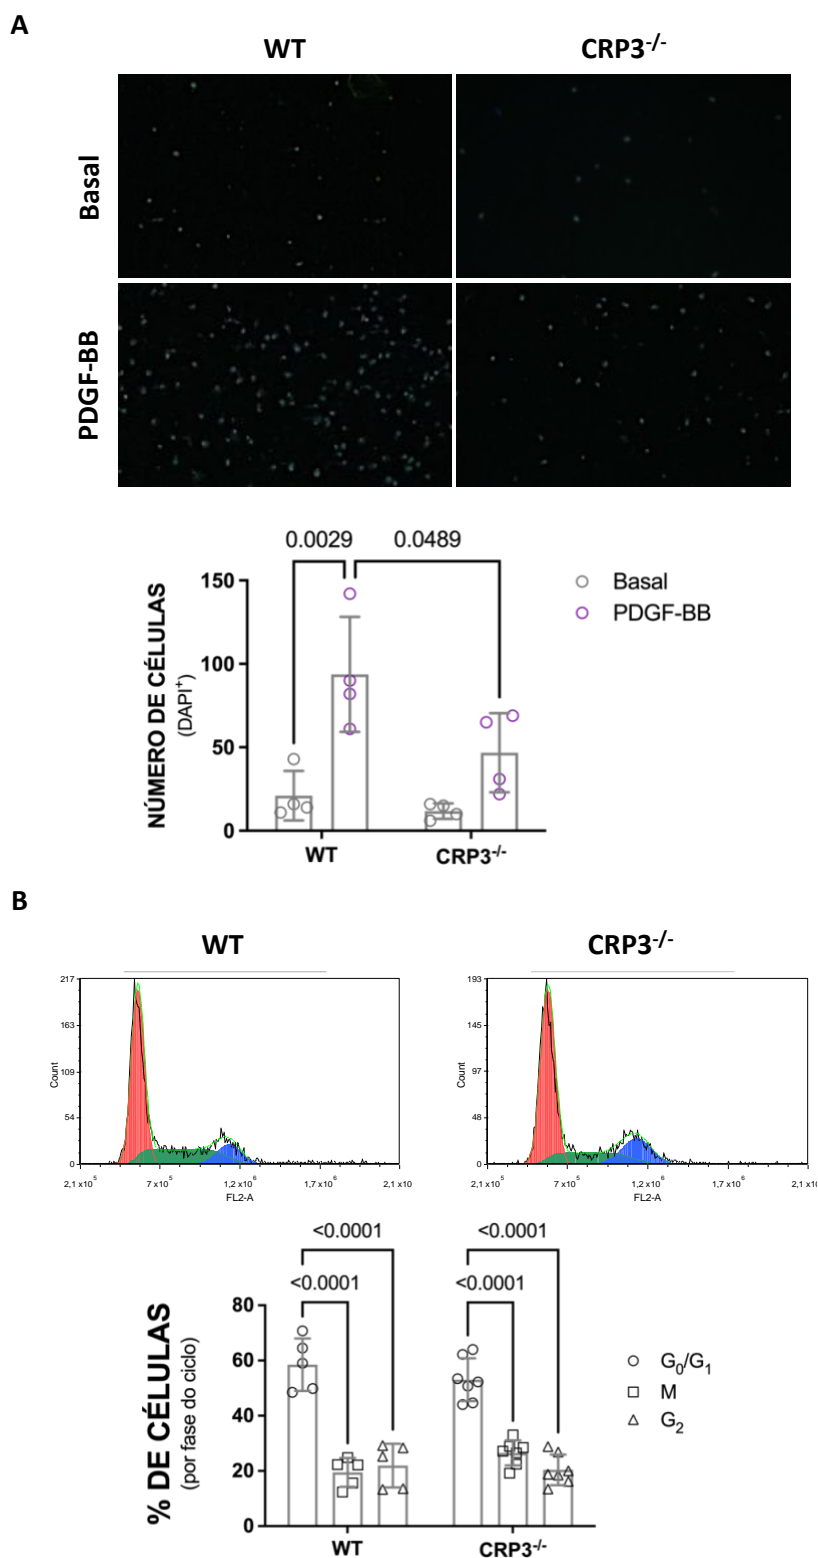 A
WT
CRP3-/-
Basal
PDGF-BB
0.0029
0.0489
150
100
50
0
NÚMERO DE CÉLULAS
(DAPI+)
Basal
PDGF-BB
WT
CRP3-/-
B
WT
CRP3-/-
217
163
109
54
0
Count
2,1 x10^5
7 x10^5
1,2 x10^6
1,7 x10^6
2,1 x10
FL2-A
193
145
97
48
0
Count
2,1 x10^5
7 x10^5
1,2 x10^6
1,7 x10^6
2,1 x10
FL2-A
<0.0001
<0.0001
<0.0001
<0.0001
80
60
40
20
0
% DE CÉLULAS
(por fase do ciclo)
G0/G1
M
G2
WT
CRP3-/-